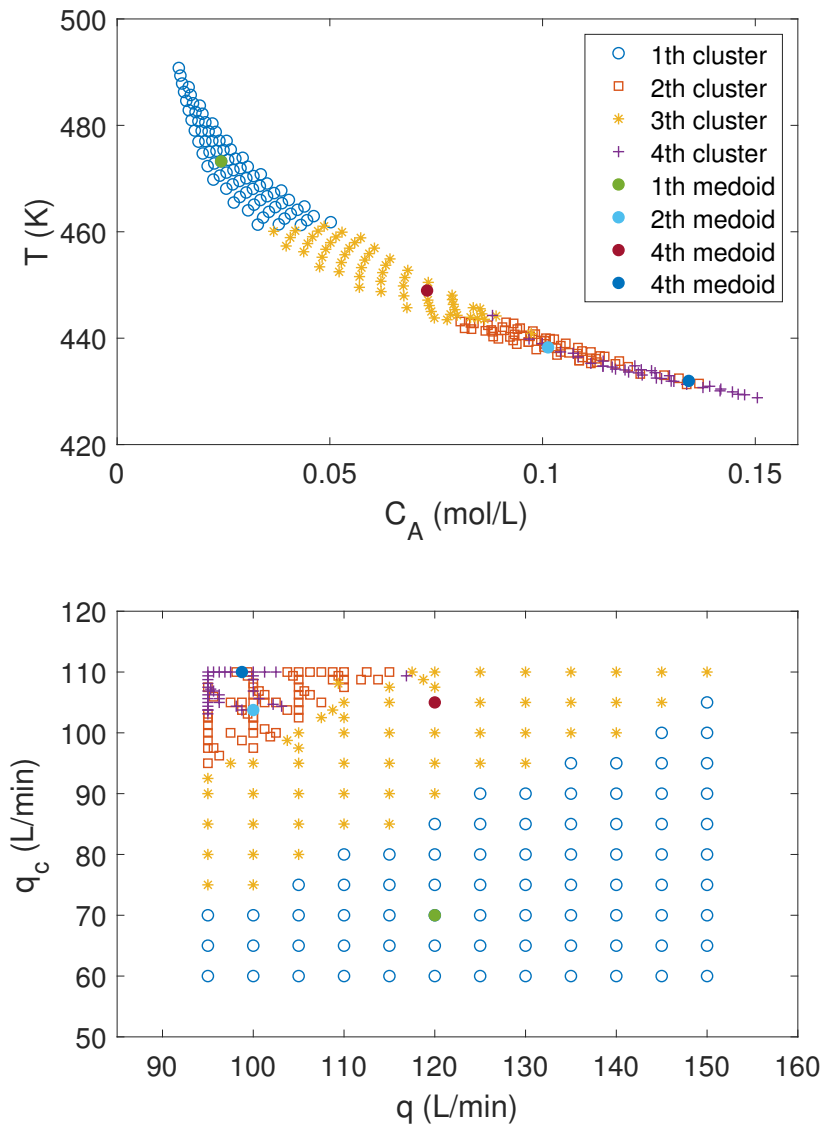 500
480
460
440
420
T (K)
0
0.05
0.1
0.15
C_A (mol/L)
1th cluster
2th cluster
3th cluster
4th cluster
1th medoid
2th medoid
4th medoid
4th medoid
120
110
100
90
80
70
60
50
q_c (L/min)
90
100
110
120
130
140
150
160
q (L/min)